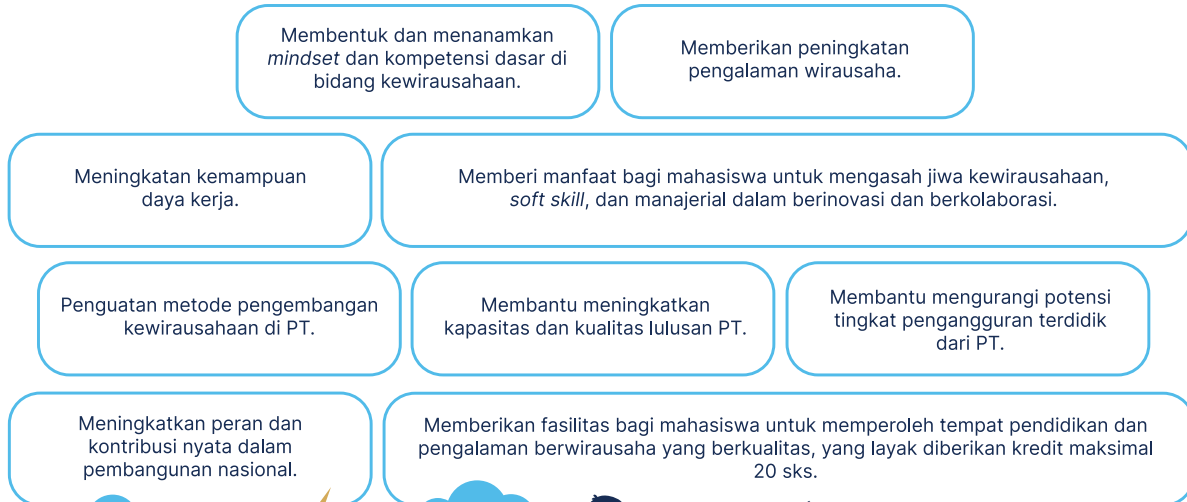 Membentuk dan menanamkan
mindset dan kompetensi dasar di
bidang kewirausahaan.
Memberikan peningkatan
pengalaman wirausaha.
Meningkatan kemampuan
daya kerja.
Memberi manfaat bagi mahasiswa untuk mengasah jiwa kewirausahaan,
soft skill, dan manajerial dalam berinovasi dan berkolaborasi.
Penguatan metode pengembangan
kewirausahaan di PT.
Membantu meningkatkan
kapasitas dan kualitas lulusan PT.
Membantu mengurangi potensi
tingkat pengangguran terdidik
dari PT.
Meningkatkan peran dan
kontribusi nyata dalam
pembangunan nasional.
Memberikan fasilitas bagi mahasiswa untuk memperoleh tempat pendidikan dan
pengalaman berwirausaha yang berkualitas, yang layak diberikan kredit maksimal
20 sks.